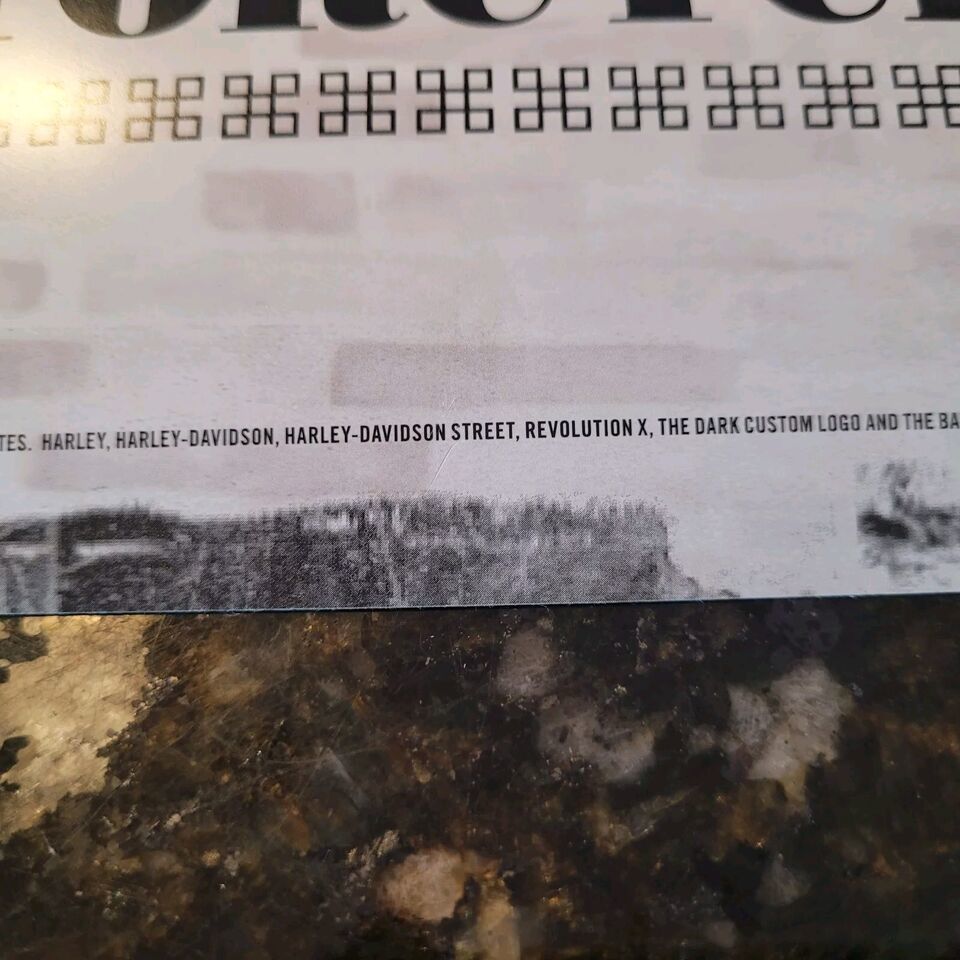 TES. HARLEY, HARLEY-DAVIDSON, HARLEY-DAVIDSON STREET, REVOLUTION X, THE DARK CUSTOM LOGO AND THE BA